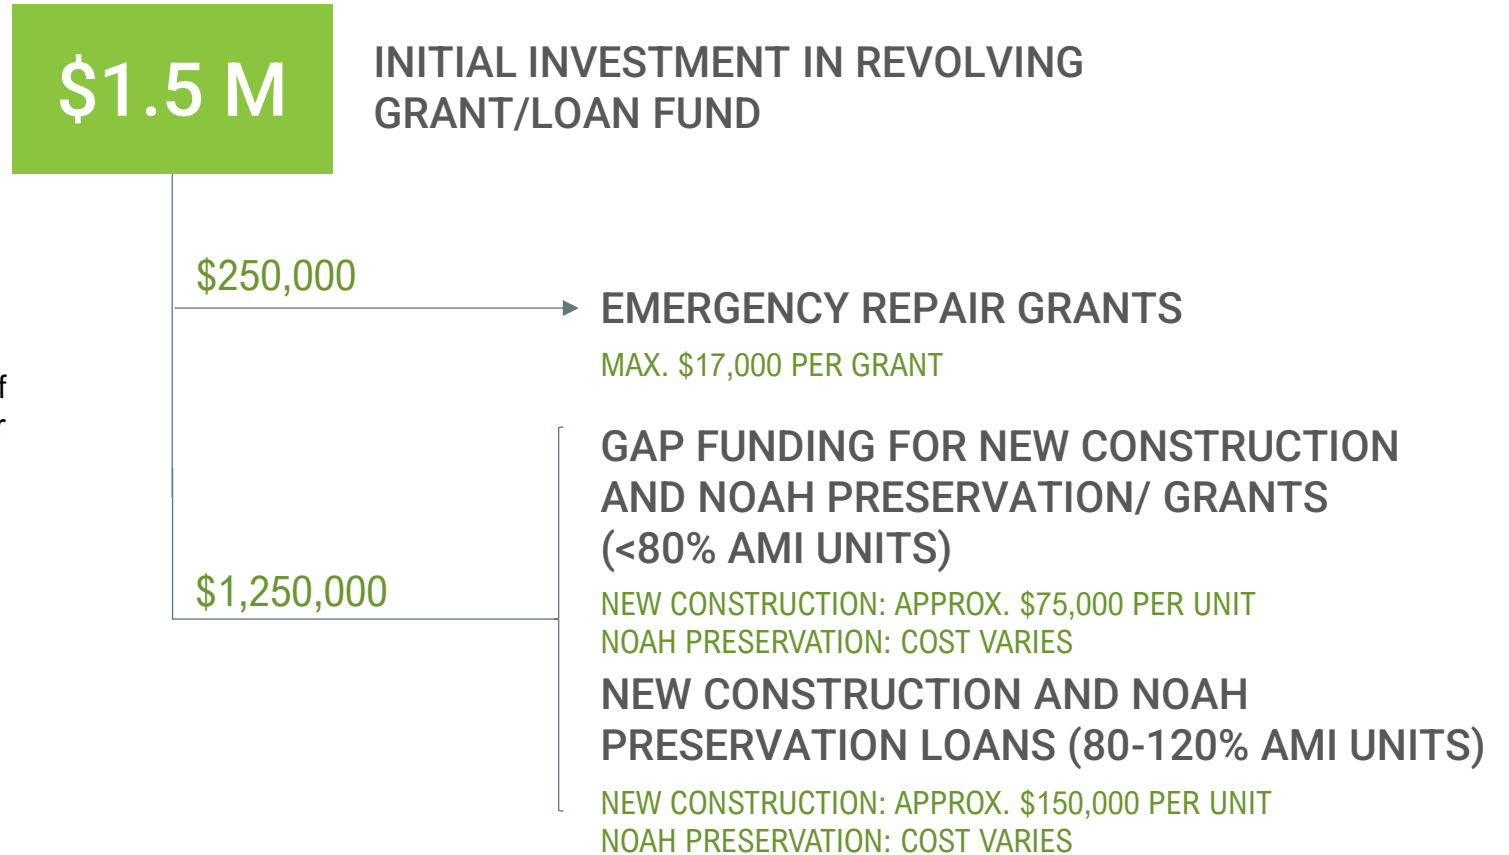 $1.5 M
INITIAL INVESTMENT IN REVOLVING
GRANT/LOAN FUND
$250,000
EMERGENCY REPAIR GRANTS
MAX. $17,000 PER GRANT
f
r
GAP FUNDING FOR NEW CONSTRUCTION
AND NOAH PRESERVATION/ GRANTS
(<80% AMI UNITS)
$1,250,000
NEW CONSTRUCTION: APPROX. $75,000 PER UNIT
NOAH PRESERVATION: COST VARIES
NEW CONSTRUCTION AND NOAH
PRESERVATION LOANS (80-120% AMI UNITS)
NEW CONSTRUCTION: APPROX. $150,000 PER UNIT
NOAH PRESERVATION: COST VARIES